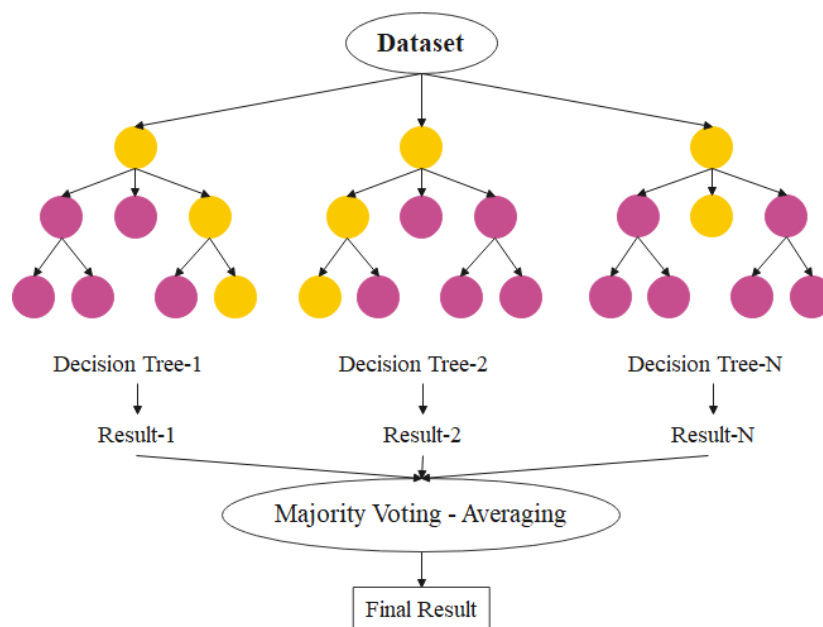 Dataset
Decision Tree-1
Decision Tree-2
Decision Tree-N
Result-1
Result-2
Result-N
Majority Voting - Averaging
Final Result